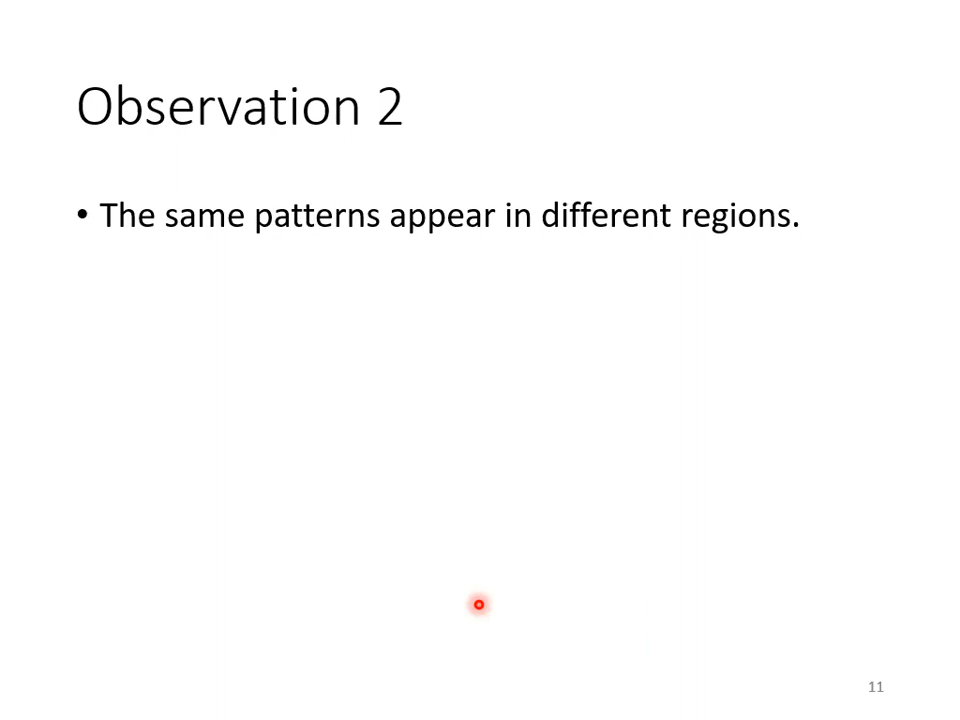 Observation 2
• The same patterns appear in different regions.
11